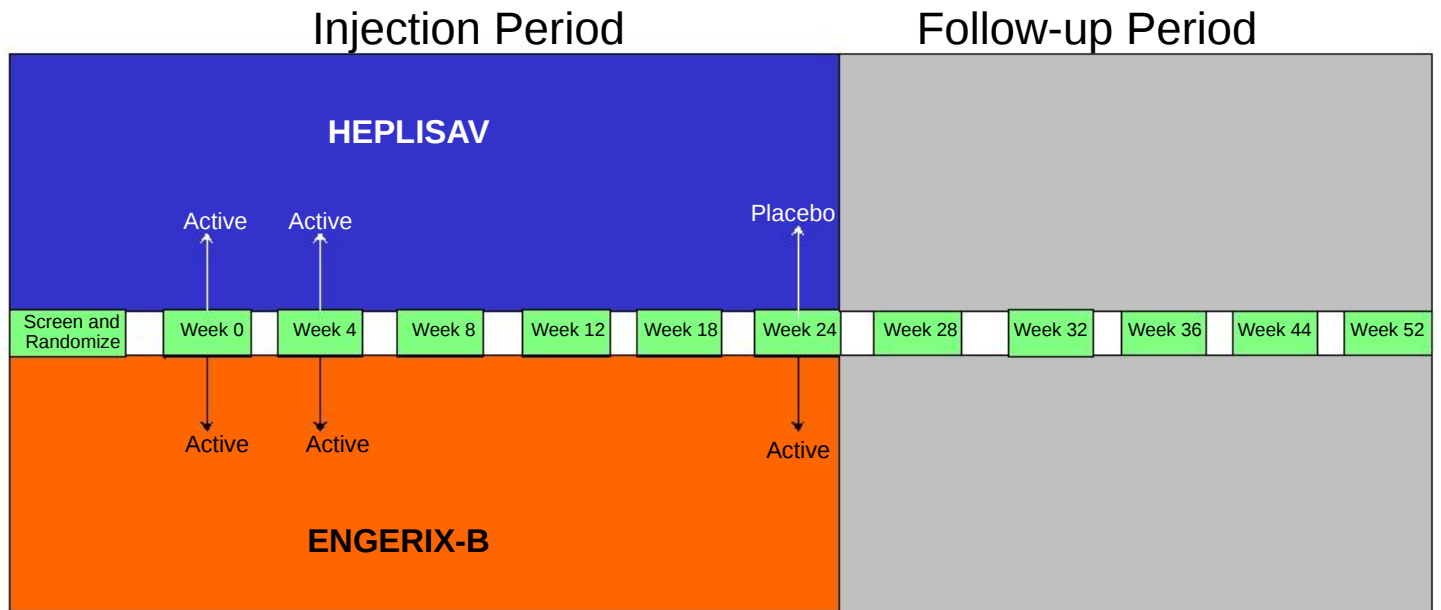 Injection Period
Follow-up Period
HEPLISAV
Active
Active
Placebo
Screen and
Randomize
Week 0
Week 4
Week 8
Week 12
Week 18
Week 24
Week 28
Week 32
Week 36
Week 44
Week 52
Active
Active
Active
ENGERIX-B